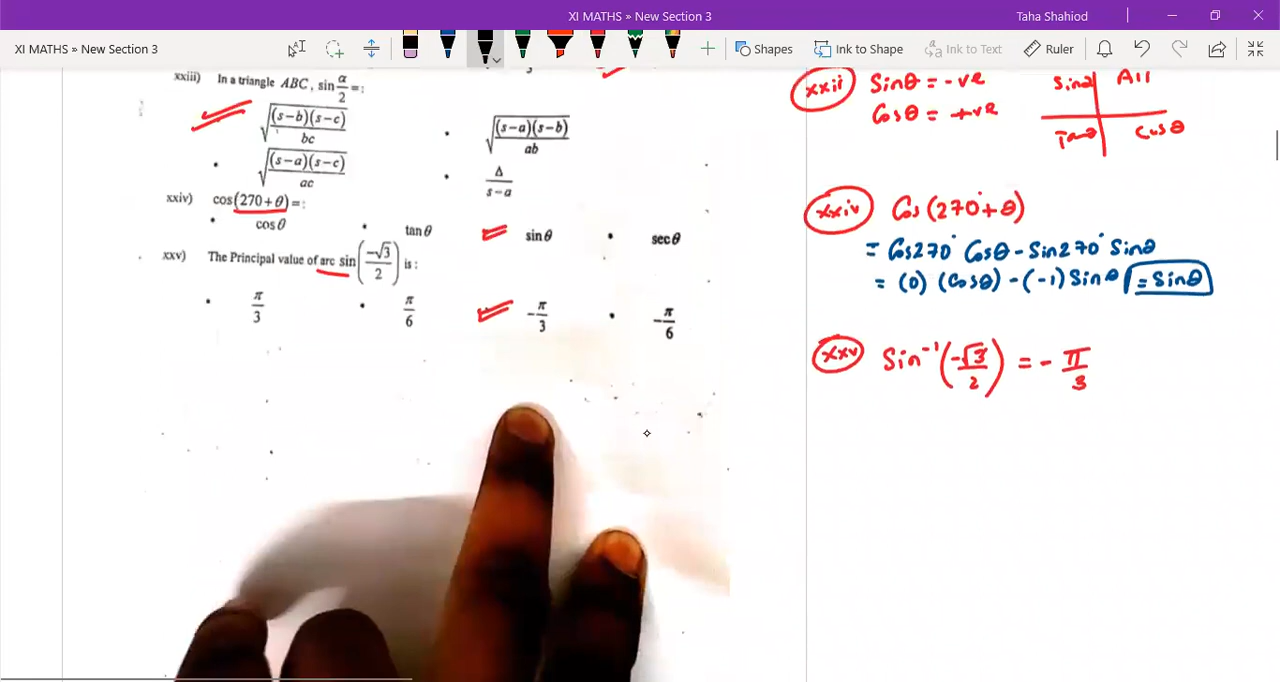 XI MATHS » New Section 3
Taha Shahiod
XI MATHS » New Section 3
Shapes
Ink to Shape
Ink to Text
Ruler
xxiii) In a triangle ABC, sin α/2 =:
√((s−b)(s−c)/bc)
√((s−a)(s−b)/ab)
√((s−a)(s−c)/ac)
Δ/(s−a)
xxiv) cos(270+θ)=:
cosθ
tanθ
sinθ
secθ
xxv) The Principal value of arc sin(−√3/2) is:
π/3
π/6
−π/3
−π/6
xxii Sinθ = -ve
Cosθ = +ve
Sinθ All
Tanθ Cosθ
xxiv Cos(270°+θ)
= Cos270° Cosθ - Sin270° Sinθ
= (0) (Cosθ) - (-1) Sinθ = Sinθ
xxv Sin⁻¹(-√3/2) = - π/3